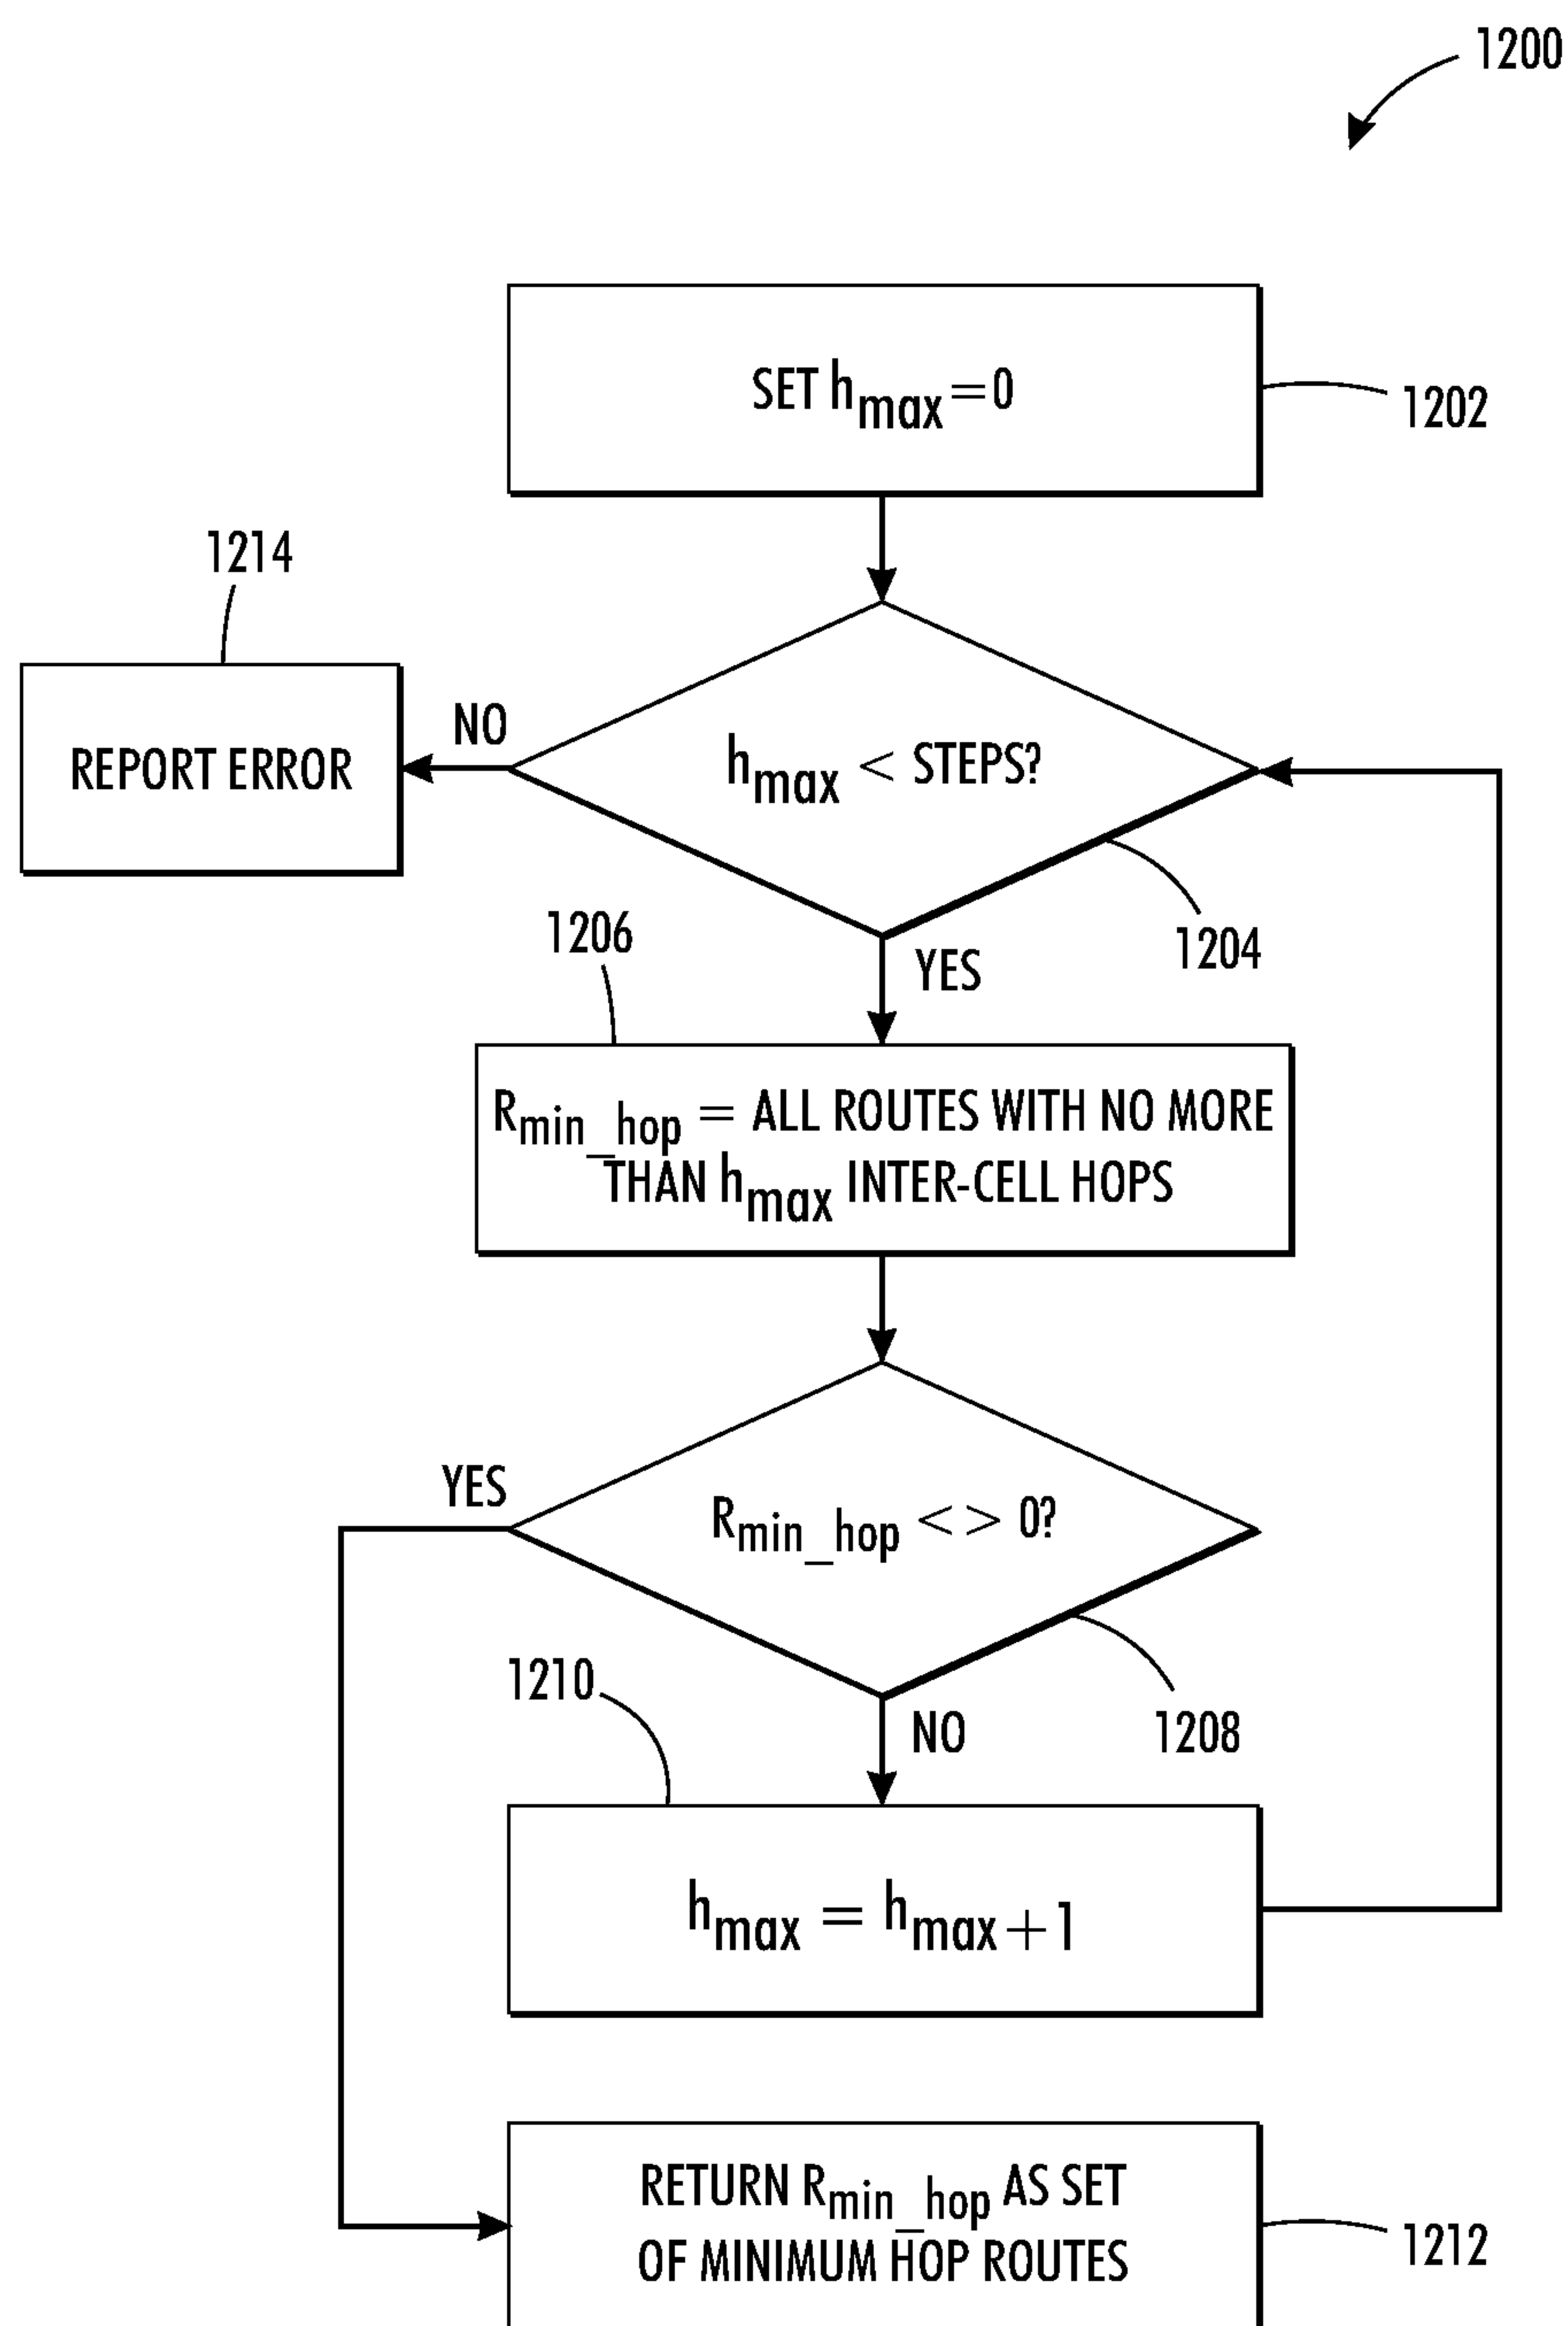 1200
SET hmax=0
1202
1214
REPORT ERROR
NO
hmax < STEPS?
1204
YES
1206
Rmin_hop = ALL ROUTES WITH NO MORE
THAN hmax INTER-CELL HOPS
YES
Rmin_hop <> 0?
1208
NO
1210
hmax = hmax+1
RETURN Rmin_hop AS SET
OF MINIMUM HOP ROUTES
1212